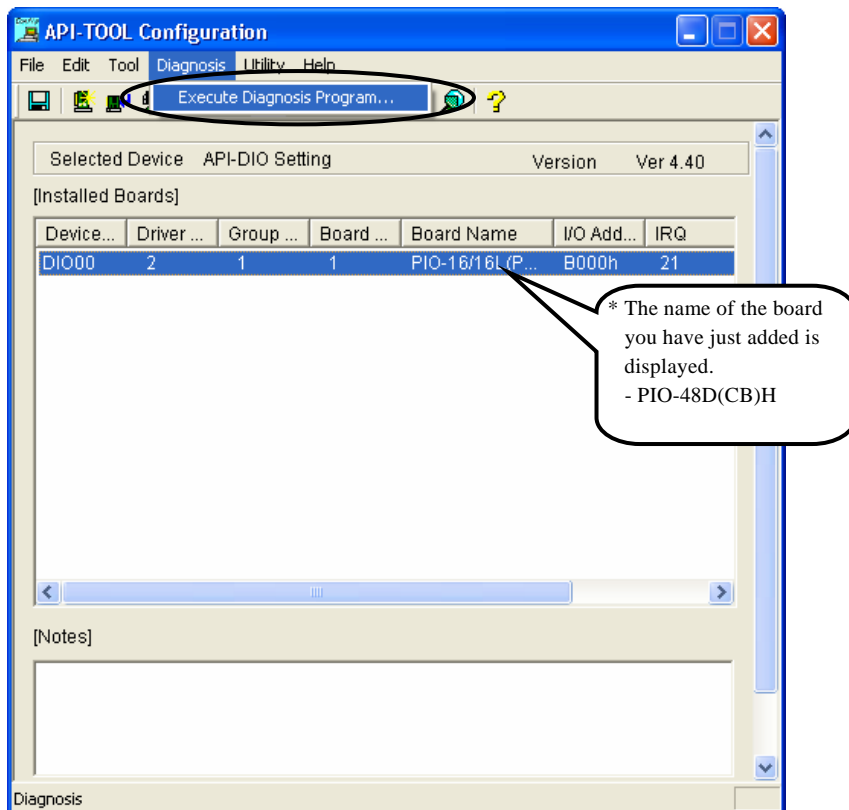 API-TOOL Configuration
File Edit Tool Diagnosis Utility Help
Execute Diagnosis Program...
Selected Device API-DIO Setting Version Ver 4.40
[Installed Boards]
Device... Driver ... Group ... Board ... Board Name I/O Add... IRQ
DIO00 2 1 1 PIO-16/16L(P... B000h 21
* The name of the board
you have just added is
displayed.
- PIO-48D(CB)H
[Notes]
Diagnosis